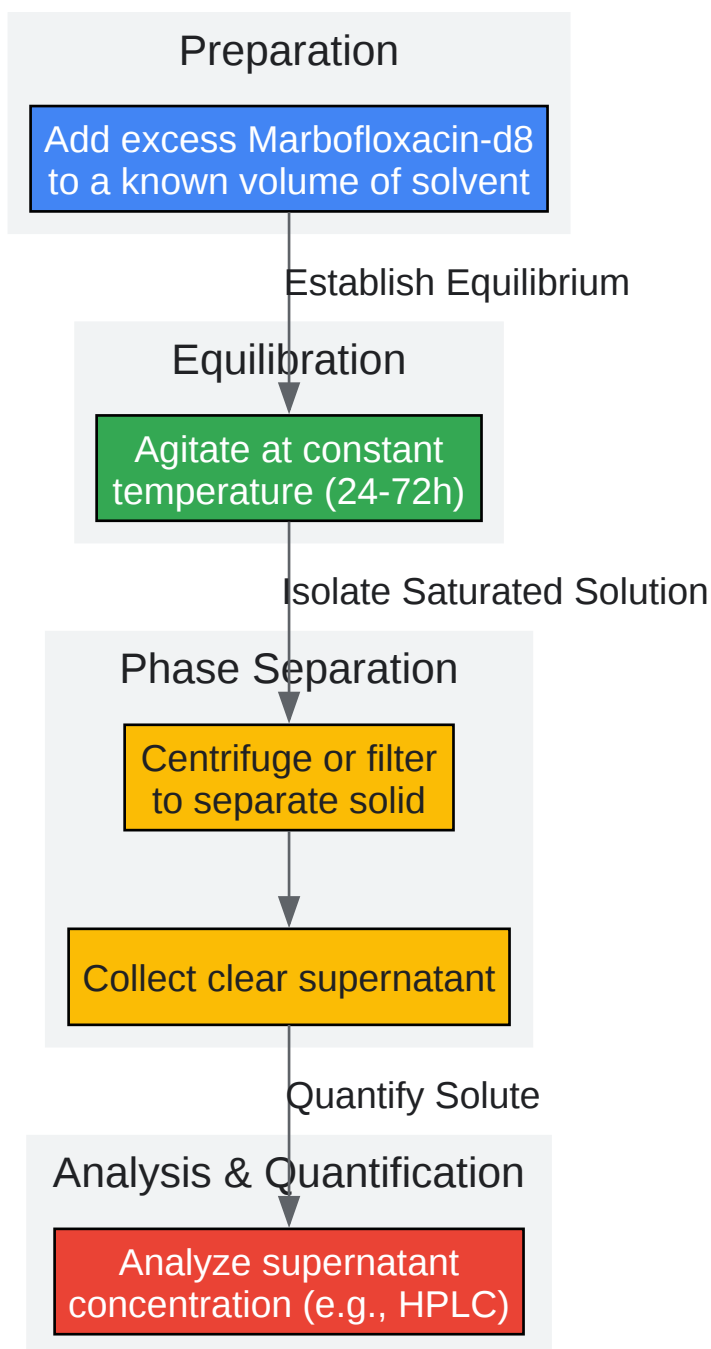 Preparation
Add excess Marbofloxacin-d8
to a known volume of solvent
Establish Equilibrium
Equilibration
Agitate at constant
temperature (24-72h)
Isolate Saturated Solution
Phase Separation
Centrifuge or filter
to separate solid
Collect clear supernatant
Quantify Solute
Analysis & Quantification
Analyze supernatant
concentration (e.g., HPLC)